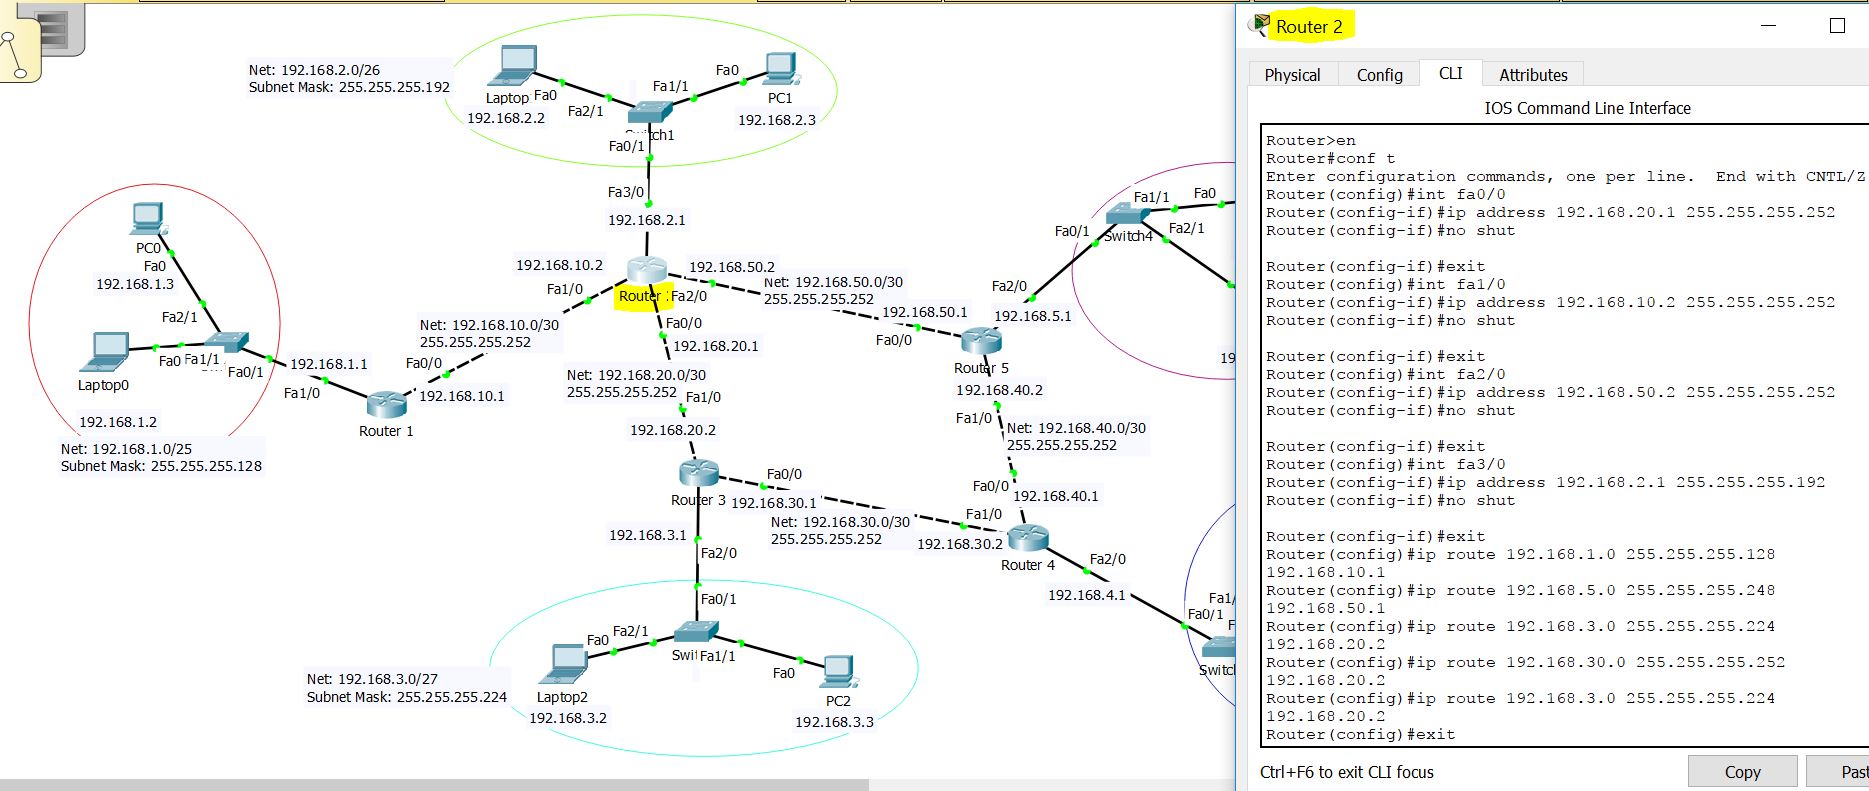 Net: 192.168.2.0/26
Subnet Mask: 255.255.255.192
Laptop
Fa0
Fa2/1
192.168.2.2
Fa1/1
Fa0
PC1
192.168.2.3
Switch1
Fa0/1
Fa3/0
192.168.2.1
PC0
Fa0
192.168.1.3
Fa2/1
Laptop0
Fa0
Fa1/1
Fa0/1
192.168.1.2
Net: 192.168.1.0/25
Subnet Mask: 255.255.255.128
192.168.1.1
Fa1/0
Router 1
Fa0/0
192.168.10.1
Net: 192.168.10.0/30
255.255.255.252
192.168.10.2
Fa1/0
Router
Fa2/0
192.168.50.2
Net: 192.168.50.0/30
255.255.255.252
Fa0/0
192.168.20.1
Net: 192.168.20.0/30
255.255.255.252
Fa1/0
192.168.20.2
Router 3
Fa0/0
192.168.30.1
Net: 192.168.30.0/30
255.255.255.252
192.168.3.1
Fa2/0
Fa0/1
Fa2/1
Fa0
Fa1/1
Fa0
Laptop2
192.168.3.2
PC2
192.168.3.3
Net: 192.168.3.0/27
Subnet Mask: 255.255.255.224
192.168.50.1
Fa0/0
Router 5
Fa2/0
192.168.5.1
192.168.40.2
Fa1/0
Net: 192.168.40.0/30
255.255.255.252
Fa0/0
192.168.40.1
Fa1/0
192.168.30.2
Router 4
Fa2/0
192.168.4.1
Fa0/1
Switch4
Fa1/1
Fa0
Fa2/1
Fa0/1
Switch
Router 2
Physical
Config
CLI
Attributes
IOS Command Line Interface
Router>en
Router#conf t
Enter configuration commands, one per line. End with CNTL/Z
Router(config)#int fa0/0
Router(config-if)#ip address 192.168.20.1 255.255.255.252
Router(config-if)#no shut
Router(config-if)#exit
Router(config)#int fa1/0
Router(config-if)#ip address 192.168.10.2 255.255.255.252
Router(config-if)#no shut
Router(config-if)#exit
Router(config)#int fa2/0
Router(config-if)#ip address 192.168.50.2 255.255.255.252
Router(config-if)#no shut
Router(config-if)#exit
Router(config)#int fa3/0
Router(config-if)#ip address 192.168.2.1 255.255.255.192
Router(config-if)#no shut
Router(config-if)#exit
Router(config)#ip route 192.168.1.0 255.255.255.128
192.168.10.1
Router(config)#ip route 192.168.5.0 255.255.255.248
192.168.50.1
Router(config)#ip route 192.168.3.0 255.255.255.224
192.168.20.2
Router(config)#ip route 192.168.30.0 255.255.255.252
192.168.20.2
Router(config)#ip route 192.168.3.0 255.255.255.224
192.168.20.2
Router(config)#exit
Ctrl+F6 to exit CLI focus
Copy
Past